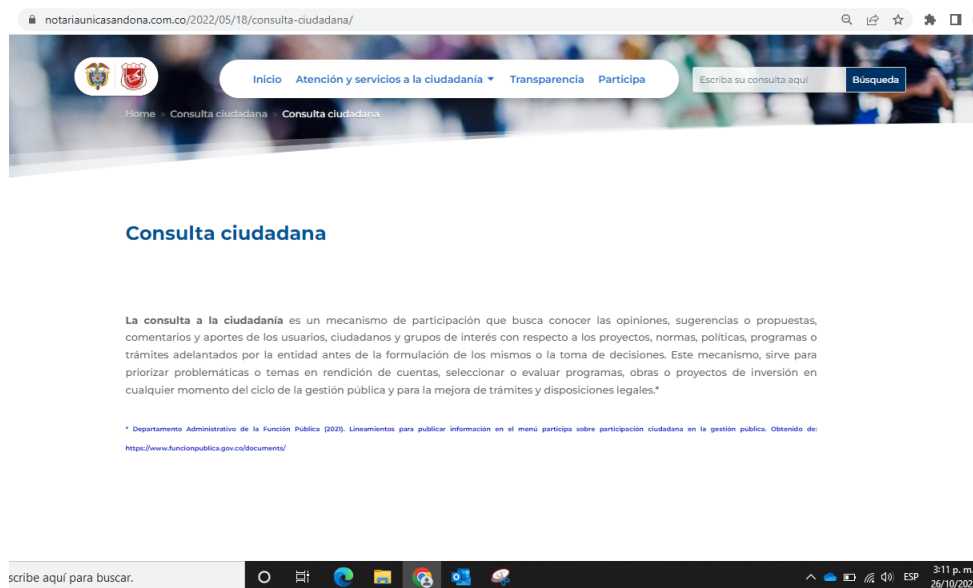 notariaunicasandona.com.co/2022/05/18/consulta-ciudadana/
Inicio Atención y servicios a la ciudadanía Transparencia Participa
Escriba su consulta aquí
Búsqueda
Home » Consulta ciudadana » Consulta ciudadana
Consulta ciudadana
La consulta a la ciudadanía es un mecanismo de participación que busca conocer las opiniones, sugerencias o propuestas,
comentarios y aportes de los usuarios, ciudadanos y grupos de interés con respecto a los proyectos, normas, políticas, programas o
trámites adelantados por la entidad antes de la formulación de los mismos o la toma de decisiones. Este mecanismo, sirve para
priorizar problemáticas o temas en rendición de cuentas, seleccionar o evaluar programas, obras o proyectos de inversión en
cualquier momento del ciclo de la gestión pública y para la mejora de trámites y disposiciones legales.*
* Departamento Administrativo de la Función Pública (2021). Lineamientos para publicar información en el menú participa sobre participación ciudadana en la gestión pública. Obtenido de:
https://www.funcionpublica.gov.co/documents/
scribe aquí para buscar.
ESP
3:11 p. m.
26/10/202